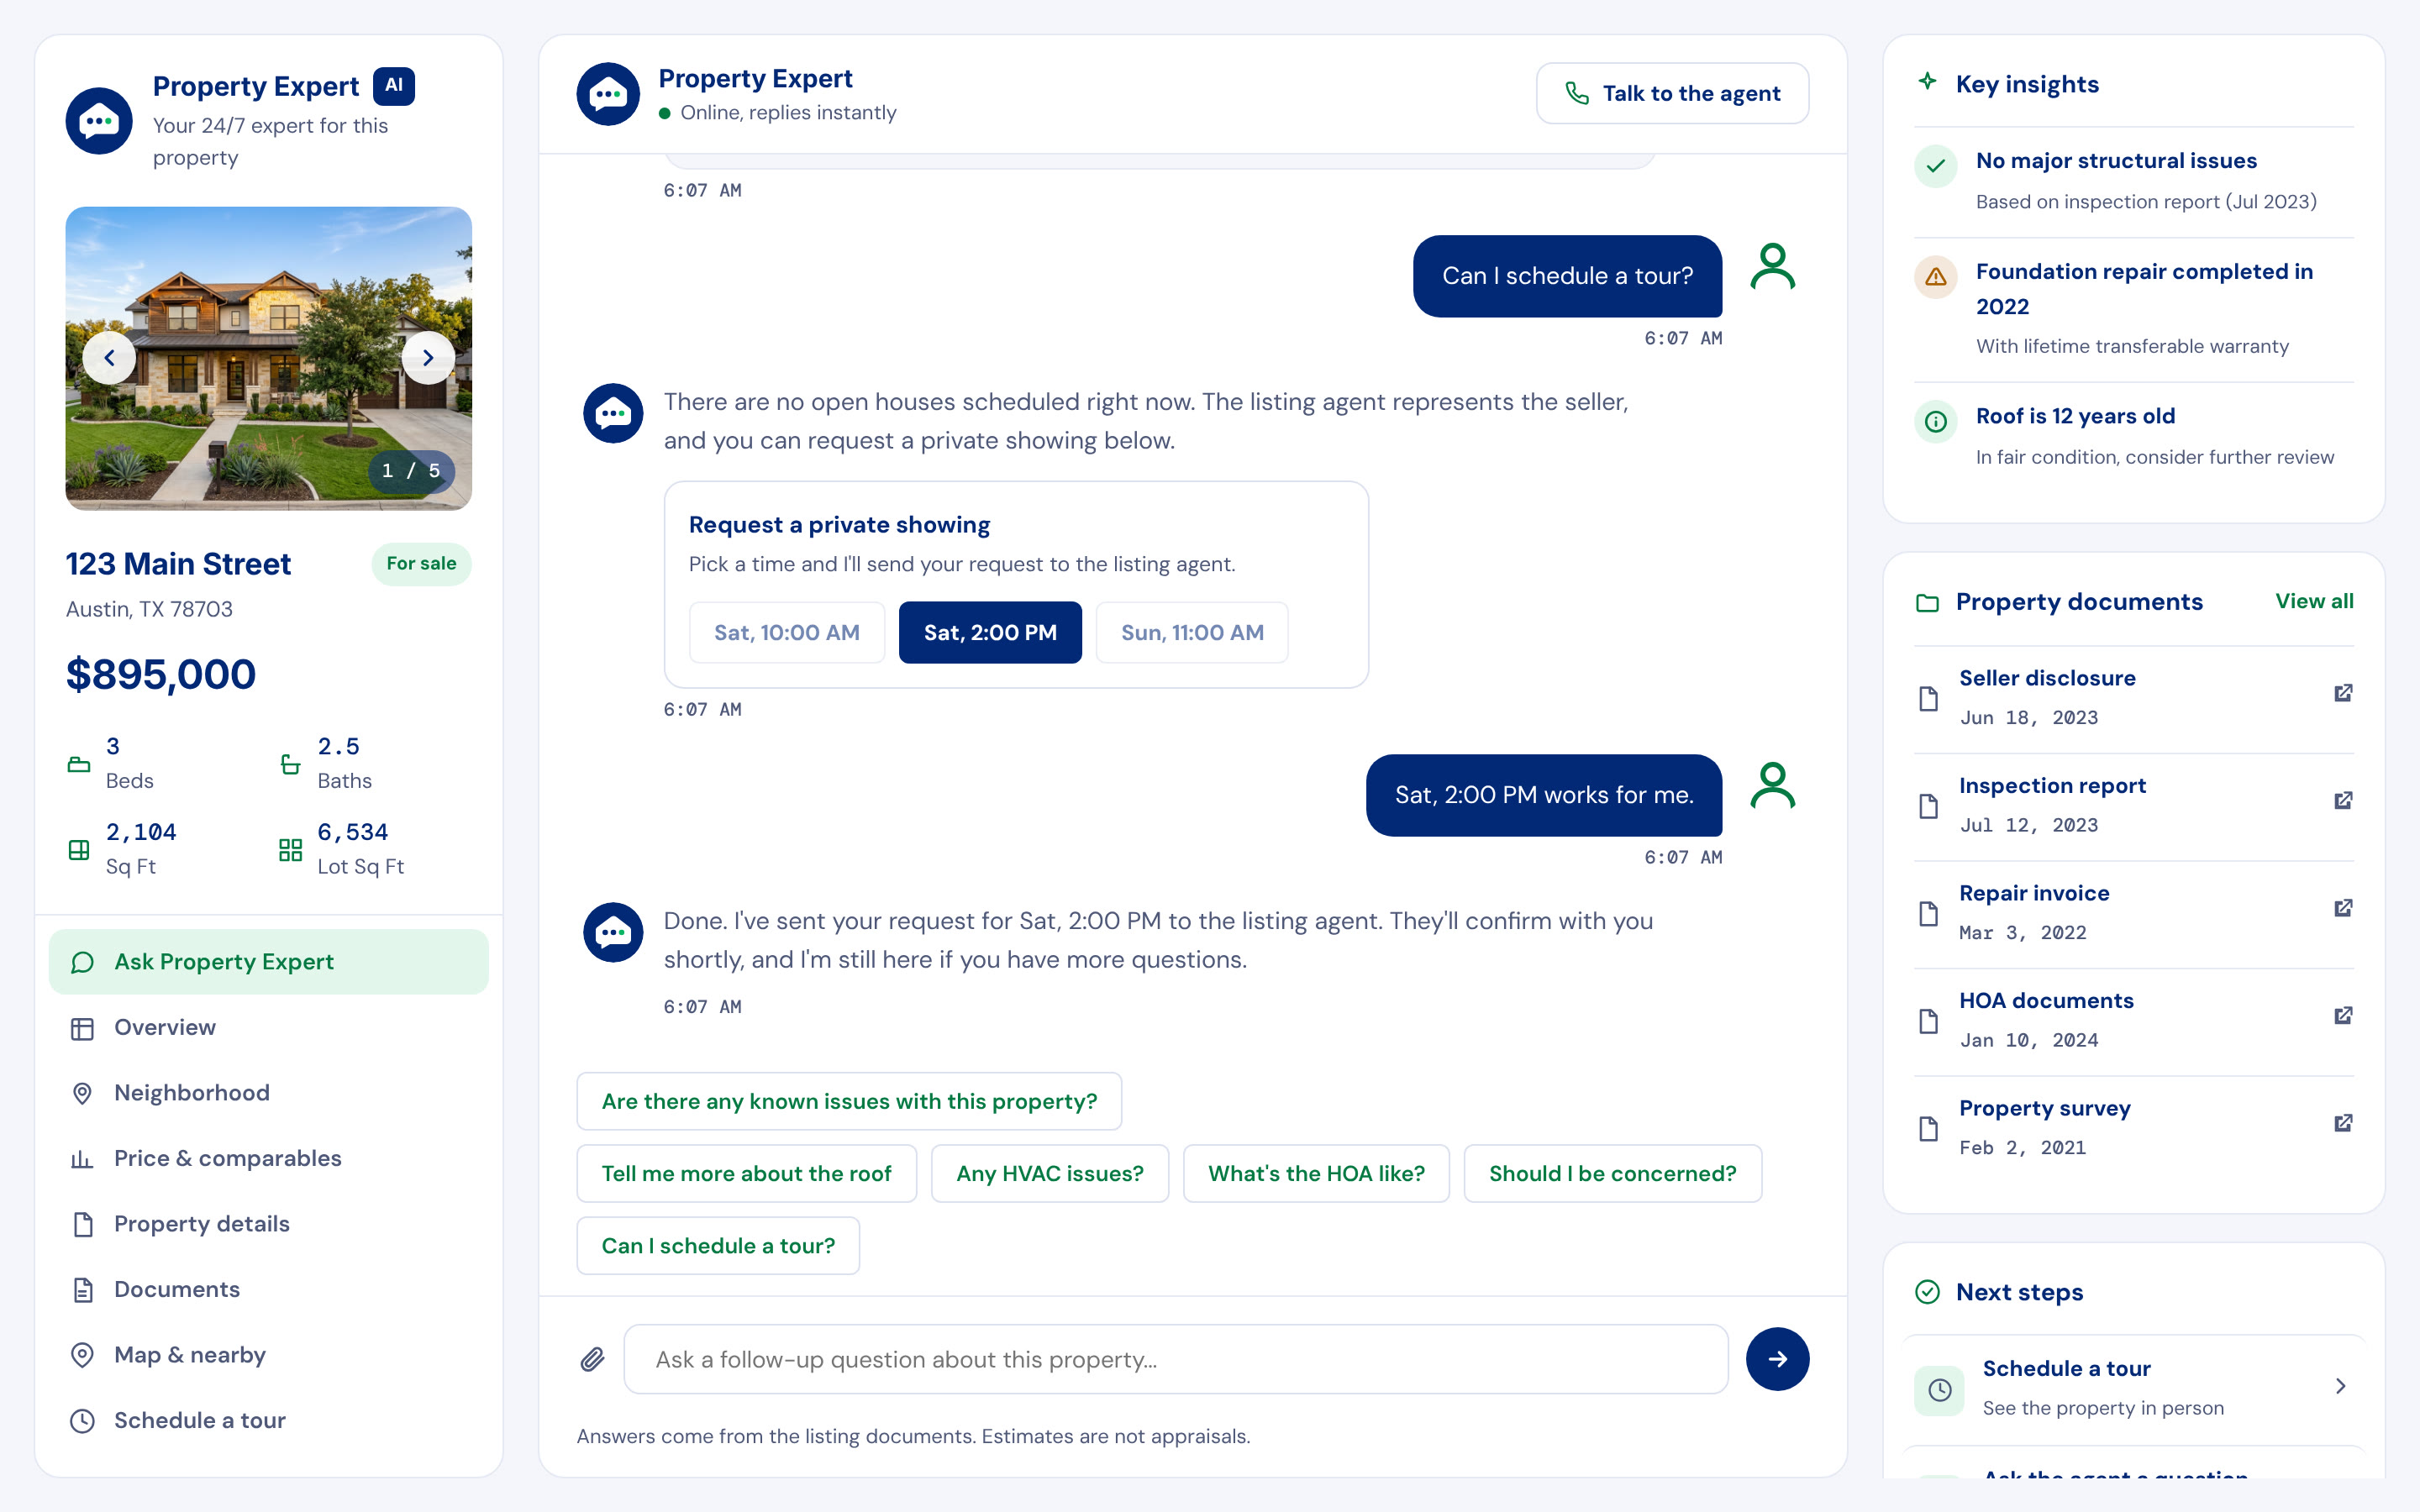 Property Expert AI
Your 24/7 expert for this
property
1 / 5
123 Main Street
For sale
Austin, TX 78703
$895,000
3
Beds
2.5
Baths
2,104
Sq Ft
6,534
Lot Sq Ft
Ask Property Expert
Overview
Neighborhood
Price & comparables
Property details
Documents
Map & nearby
Schedule a tour
Property Expert
Online, replies instantly
Talk to the agent
6:07 AM
Can I schedule a tour?
6:07 AM
There are no open houses scheduled right now. The listing agent represents the seller,
and you can request a private showing below.
Request a private showing
Pick a time and I'll send your request to the listing agent.
Sat, 10:00 AM
Sat, 2:00 PM
Sun, 11:00 AM
6:07 AM
Sat, 2:00 PM works for me.
6:07 AM
Done. I've sent your request for Sat, 2:00 PM to the listing agent. They'll confirm with you
shortly, and I'm still here if you have more questions.
6:07 AM
Are there any known issues with this property?
Tell me more about the roof
Any HVAC issues?
What's the HOA like?
Should I be concerned?
Can I schedule a tour?
Ask a follow-up question about this property...
Answers come from the listing documents. Estimates are not appraisals.
Key insights
No major structural issues
Based on inspection report (Jul 2023)
Foundation repair completed in
2022
With lifetime transferable warranty
Roof is 12 years old
In fair condition, consider further review
Property documents
View all
Seller disclosure
Jun 18, 2023
Inspection report
Jul 12, 2023
Repair invoice
Mar 3, 2022
HOA documents
Jan 10, 2024
Property survey
Feb 2, 2021
Next steps
Schedule a tour
See the property in person
Ask the agent a question